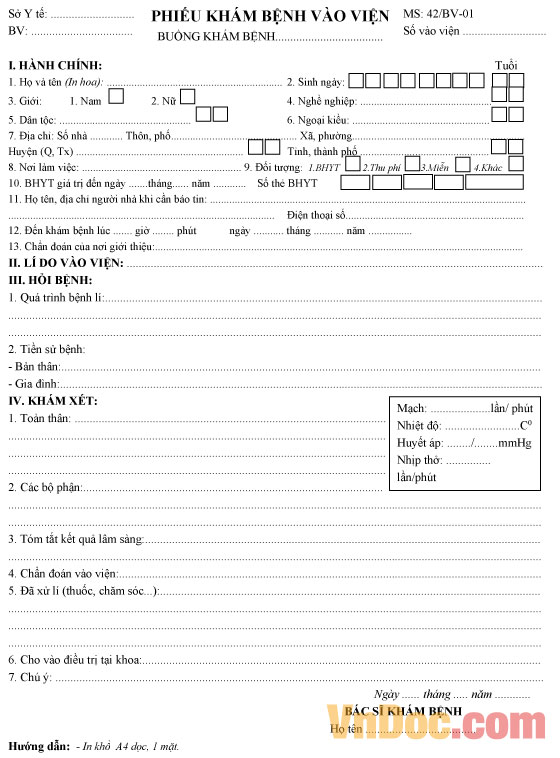 Sở Y tế: ........................ PHIẾU KHÁM BỆNH VÀO VIỆN MS: 42/BV-01
BV: ............................... BUỒNG KHÁM BỆNH................................... Số vào viện ..........................
I. HÀNH CHÍNH: Tuổi
1. Họ và tên (In hoa): ....................................................... 2. Sinh ngày:
3. Giới: 1. Nam 2. Nữ 4. Nghề nghiệp: .........................................
5. Dân tộc: ......................................................... 6. Ngoại kiều: ............................................
7. Địa chỉ: Số nhà ............ Thôn, phố.............................................. Xã, phường...............................................
Huyện (Q, Tx) ........................................................ Tỉnh, thành phố .............................................
8. Nơi làm việc: ...................................................... 9. Đối tượng: 1.BHYT 2.Thu phí 3.Miễn 4.Khác
10. BHYT giá trị đến ngày .......tháng...... năm ............ Số thẻ BHYT
11. Họ tên, địa chỉ người nhà khi cần báo tin: .........................................................................................
............................................................................ Điện thoại số.................................................
12. Đến khám bệnh lúc ....... giờ ........ phút ngày ........... tháng ........... năm ................
13. Chẩn đoán của nơi giới thiệu:............................................................................................................
II. LÍ DO VÀO VIỆN: ................................................................................................................
III. HỎI BỆNH:
1. Quá trình bệnh lí:.....................................................................................................................
..................................................................................................................................................
..................................................................................................................................................
2. Tiền sử bệnh:
- Bản thân:.................................................................................................................................
- Gia đình:.................................................................................................................................
IV. KHÁM XÉT:
1. Toàn thân: ..............................................................................................
........................................................................................................
........................................................................................................
........................................................................................................
Mạch: ....................lần/ phút
Nhiệt độ: .........................C⁰
Huyết áp: ......../........mmHg
Nhịp thở: ...............
lần/phút
2. Các bộ phận:....................................................................................................
..................................................................................................................................................
..................................................................................................................................................
3. Tóm tắt kết quả lâm sàng:.......................................................................................................
..................................................................................................................................................
4. Chẩn đoán vào viện:................................................................................................................
5. Đã xử lí (thuốc, chăm sóc...):..................................................................................................
..................................................................................................................................................
..................................................................................................................................................
..................................................................................................................................................
6. Cho vào điều trị tại khoa:.........................................................................................................
7. Chú ý: ....................................................................................................................................
Ngày ...... tháng ..... năm ............
BÁC SĨ KHÁM BỆNH
Họ tên .....................................
VnDoc.com
Hướng dẫn: - In khổ A4 dọc, 1 mặt.